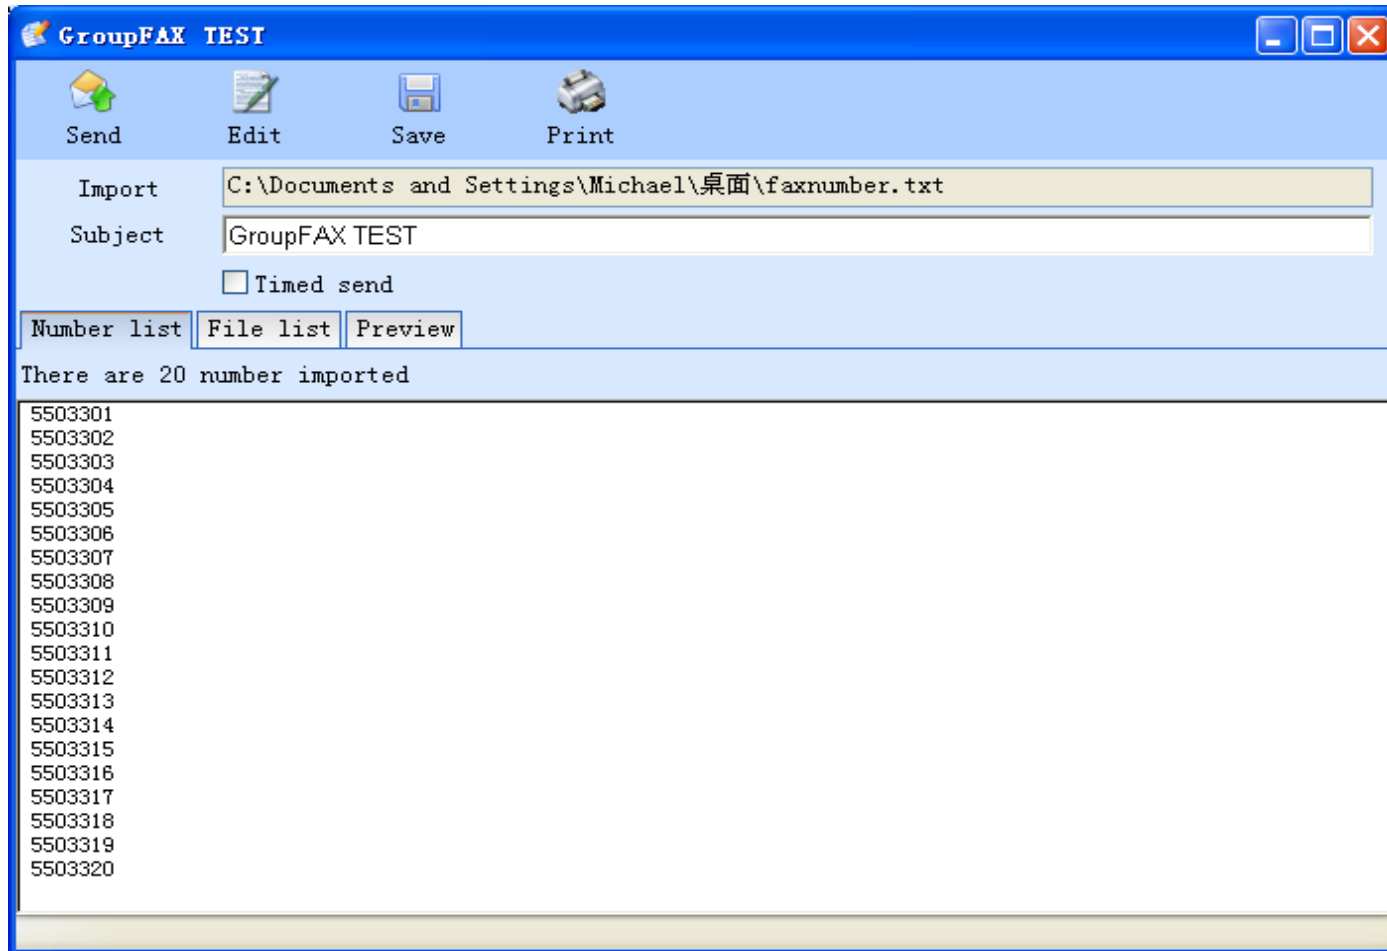 GroupFAX TEST
Send Edit Save Print
Import C:\Documents and Settings\Michael\桌面\faxnumber.txt
Subject GroupFAX TEST
Timed send
Number list File list Preview
There are 20 number imported
5503301
5503302
5503303
5503304
5503305
5503306
5503307
5503308
5503309
5503310
5503311
5503312
5503313
5503314
5503315
5503316
5503317
5503318
5503319
5503320